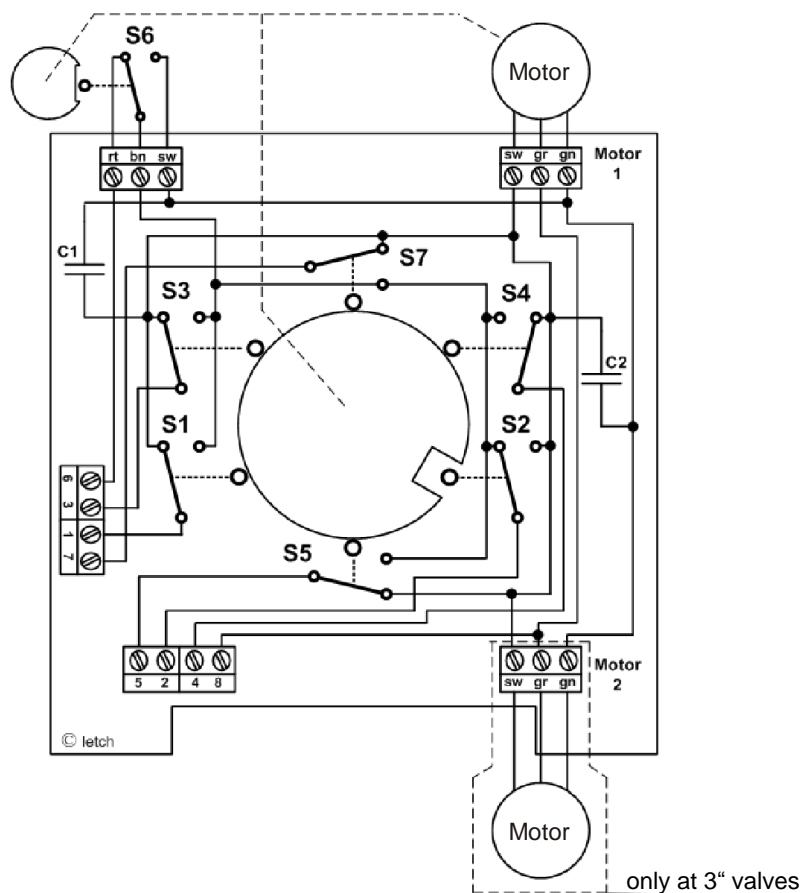 S6
Motor
rt bn sw
sw gr gn
Motor
1
C1
S7
S3
S4
C2
S1
S2
6
3
1
7
S5
5 2 4 8
Motor
2
sw gr gn
© letch
Motor
only at 3“ valves